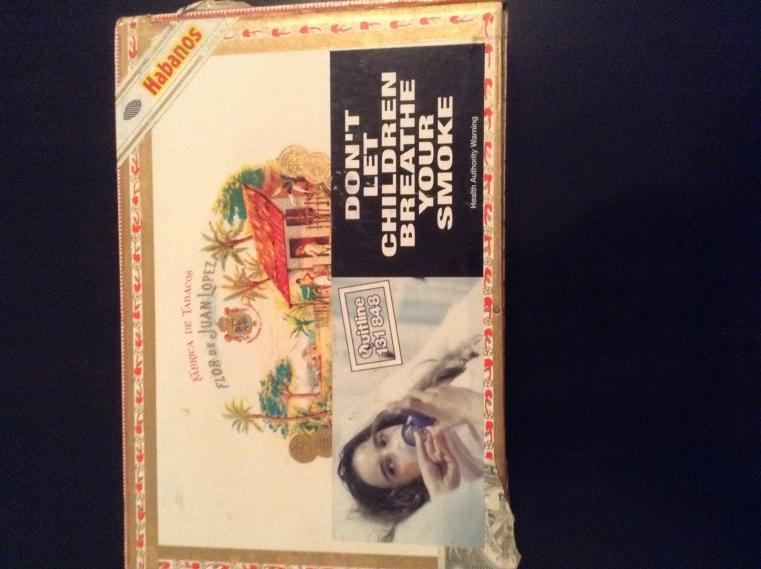 Habanos
FÁBRICA DE TABACOS
FLOR DE JUAN LOPEZ
DON'T
LET
CHILDREN
BREATHE
YOUR
SMOKE
Health Authority Warning
Quitline
131 848